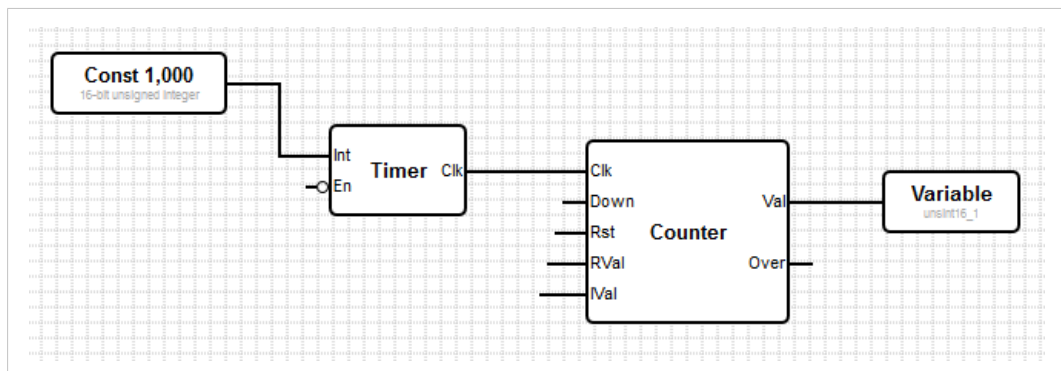 Const 1,000
16-bit unsigned integer
Int
Timer
Clk
En
Clk
Down
Val
Variable
unsInt16_1
Rst
Counter
RVal
Over
IVal